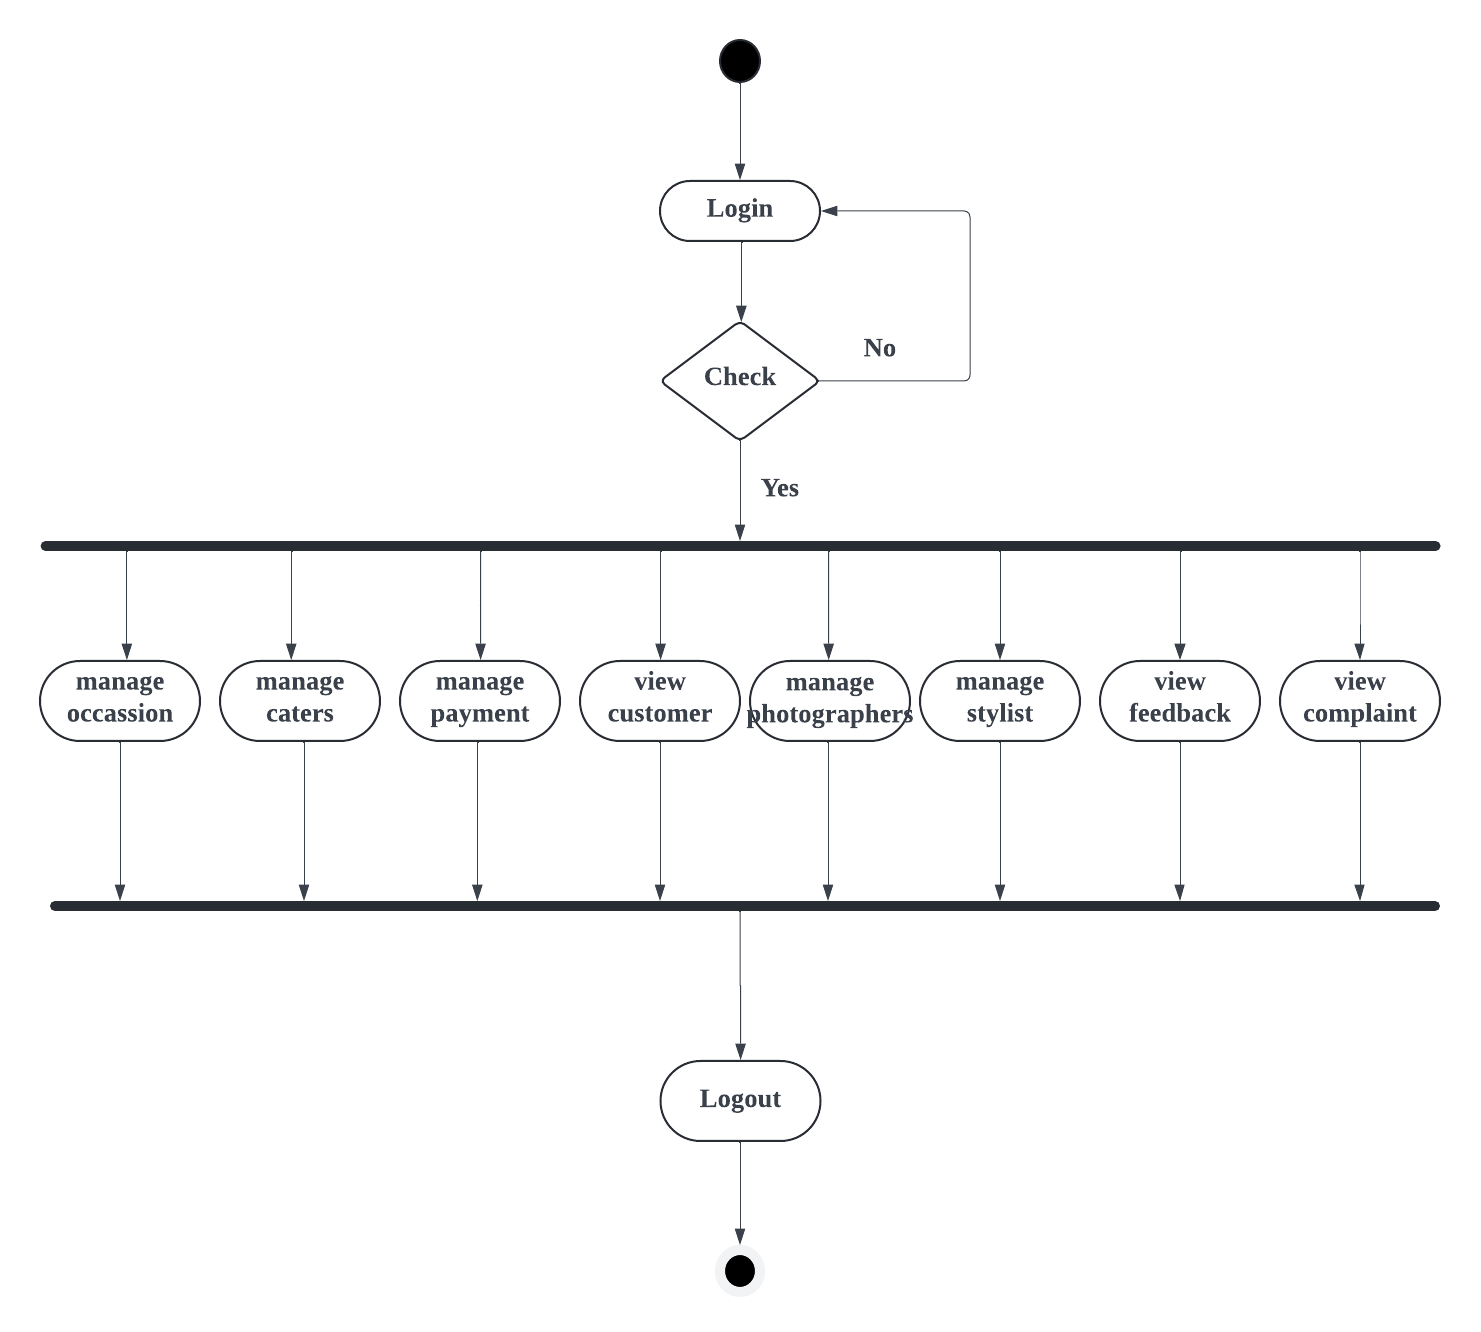 Login
No
Check
Yes
manage
occassion
manage
caters
manage
payment
view
customer
manage
photographers
manage
stylist
view
feedback
view
complaint
Logout